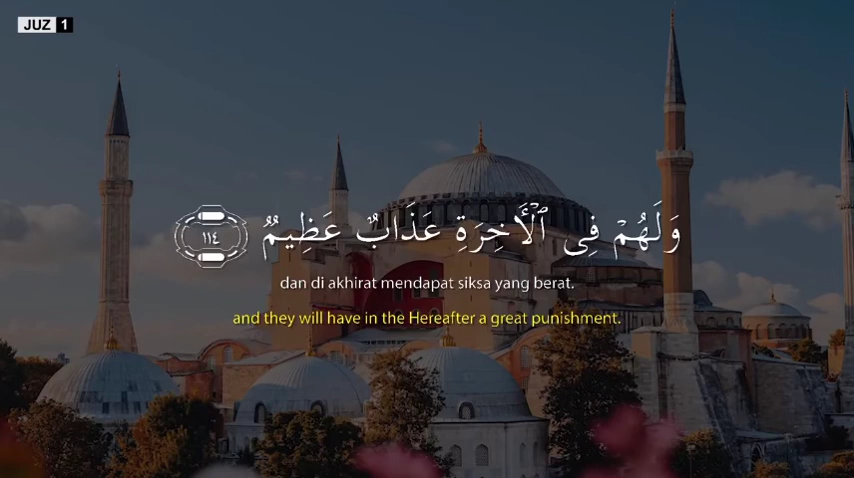 JUZ 1
وَلَهُمْ فِى ٱلْأَخِرَةِ عَذَابٌ عَظِيمٌ ١١٤
dan di akhirat mendapat siksa yang berat.
and they will have in the Hereafter a great punishment.